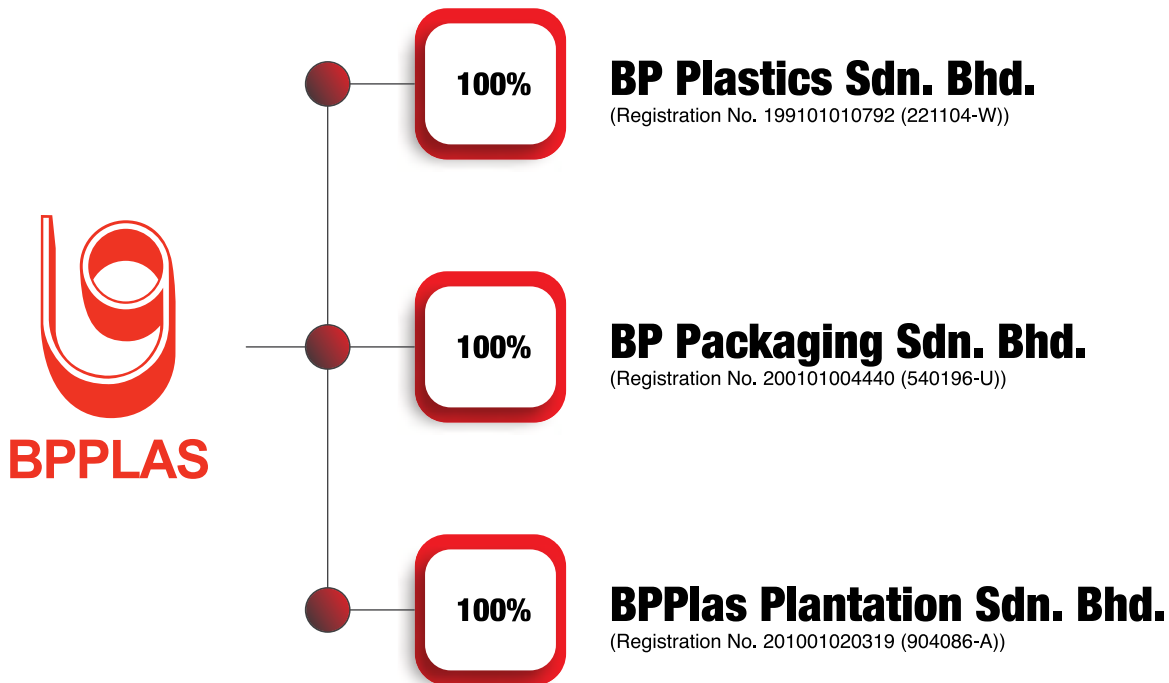 100%
BP Plastics Sdn. Bhd.
(Registration No. 199101010792 (221104-W))
BPPLAS
100%
BP Packaging Sdn. Bhd.
(Registration No. 200101004440 (540196-U))
100%
BPPlas Plantation Sdn. Bhd.
(Registration No. 201001020319 (904086-A))